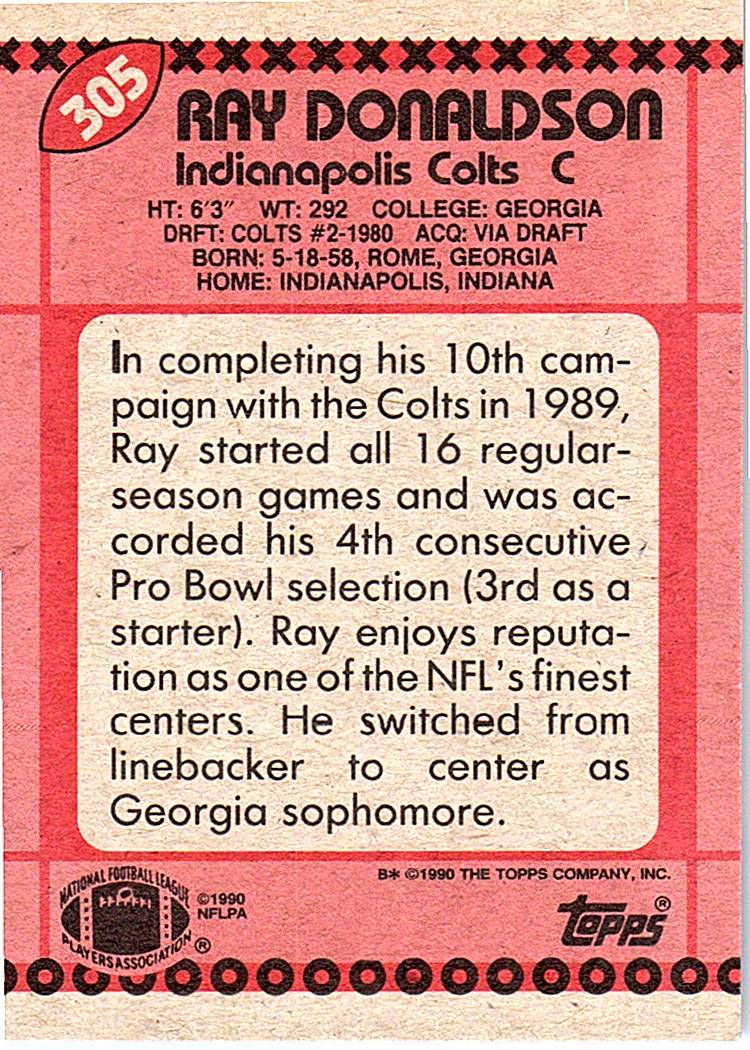 305
RAY DONALDSON
Indianapolis Colts C
HT: 6'3" WT: 292 COLLEGE: GEORGIA
DRFT: COLTS #2-1980 ACQ: VIA DRAFT
BORN: 5-18-58, ROME, GEORGIA
HOME: INDIANAPOLIS, INDIANA
In completing his 10th cam-
paign with the Colts in 1989,
Ray started all 16 regular-
season games and was ac-
corded his 4th consecutive
Pro Bowl selection (3rd as a
starter). Ray enjoys reputa-
tion as one of the NFL's finest
centers. He switched from
linebacker to center as
Georgia sophomore.
B* ©1990 THE TOPPS COMPANY, INC.
NATIONAL FOOTBALL LEAGUE
PLAYERS ASSOCIATION ®
©1990
NFLPA
topps®